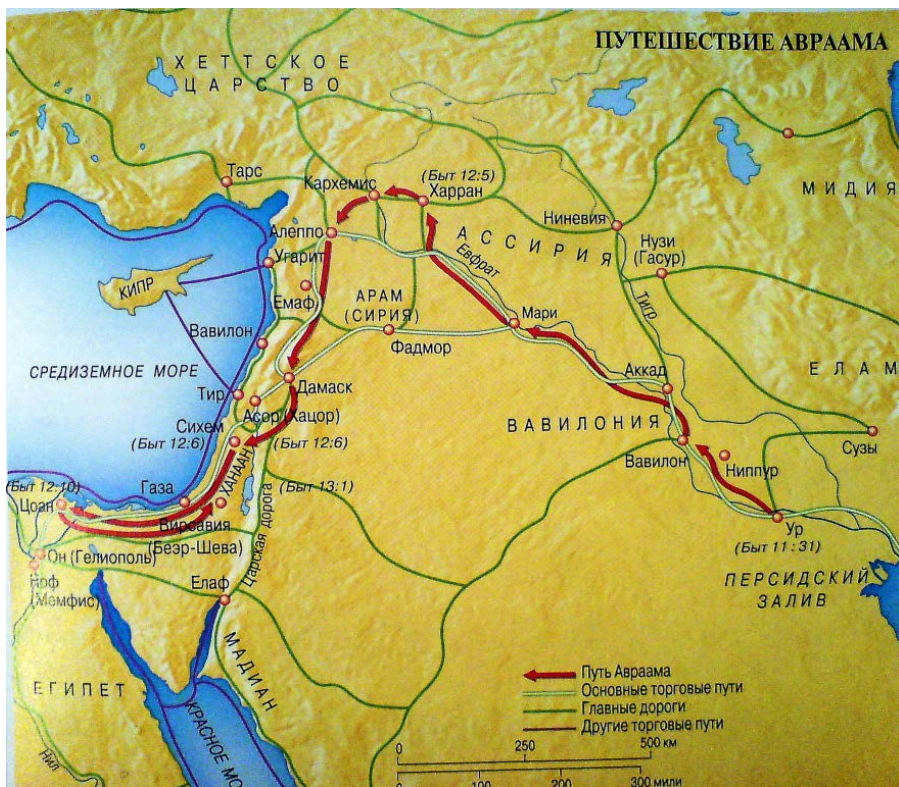 ПУТЕШЕСТВИЕ АВРААМА
ХЕТТСКОЕ
ЦАРСТВО
Тарс
Кархемис
(Быт 12:5)
Харран
МИДИЯ
Ниневия
Алеппо
АССИРИЯ
Нузи
(Гасур)
Угарит
Евфрат
КИПР
Емаф
АРАМ
(СИРИЯ)
Тигр
Мари
Вавилон
Фадмор
СРЕДИЗЕМНОЕ МОРЕ
ЕЛАМ
Аккад
Дамаск
Тир
Асор (Хацор)
Сихем
ВАВИЛОНИЯ
(Быт 12:6)
(Быт 12:6)
Вавилон
Сузы
Ниппур
ХАНААН
(Быт 12:10)
Газа
(Быт 13:1)
Цоан
Вирсавия
(Беэр-Шева)
Ур
(Быт 11:31)
Он (Гелиополь)
Царская дорога
Ноф
(Мемфис)
Елаф
ПЕРСИДСКИЙ
ЗАЛИВ
МАДИАН
ЕГИПЕТ
КРАСНОЕ МО
Нил
Путь Авраама
Основные торговые пути
Главные дороги
Другие торговые пути
0 250 500 км
0 100 200 300 мили